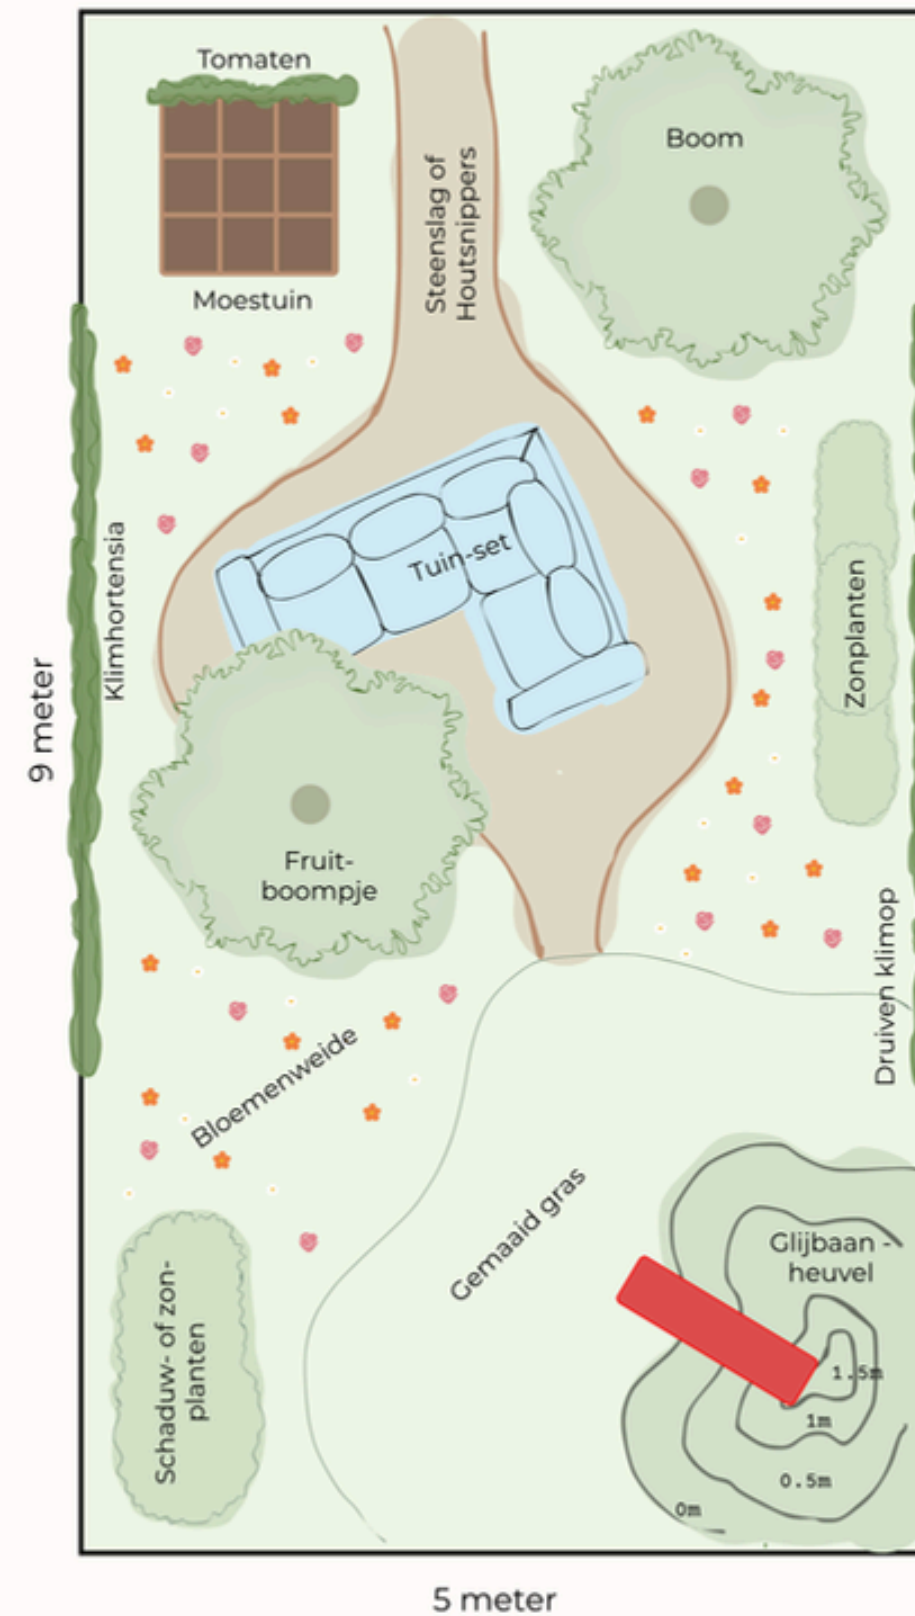 Tomaten
Boom
Steenslag of
Houtsnippers
Moestuin
Klimhortensia
Tuin-set
Zonplanten
9 meter
Fruit-
boompje
Druiven klimop
Bloemenweide
Gemaaid gras
Glijbaan -
heuvel
Schaduw- of zon-
planten
1.5m
1m
0.5m
0m
5 meter